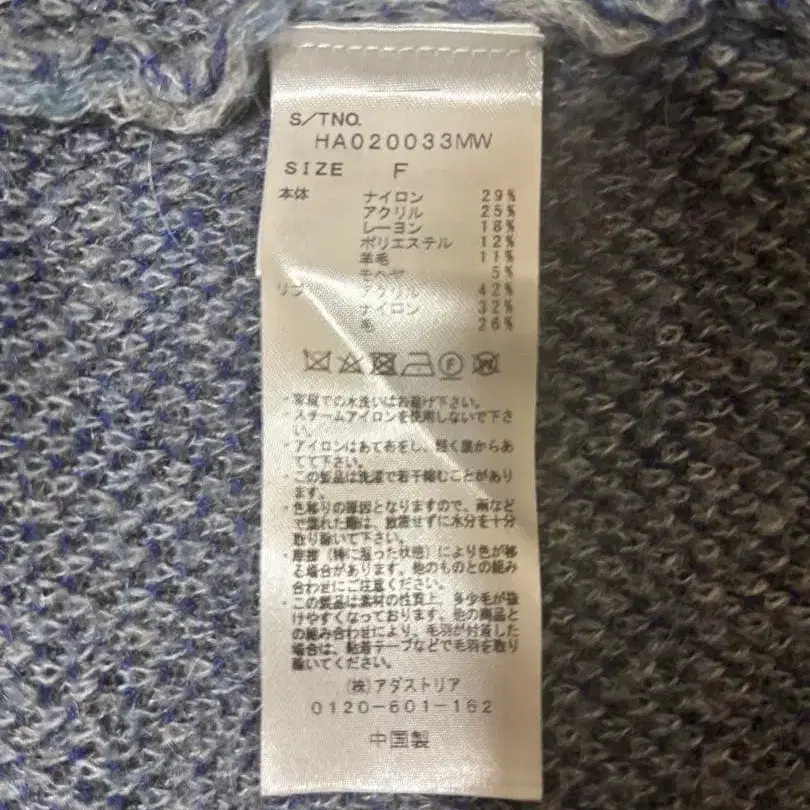 S/TNO.
HA020033MW
SIZE F
本体 ナイロン 29%
アクリル 25%
レーヨン 18%
ポリエステル 12%
羊毛 11%
モヘヤ 5%
リブ アクリル 42%
ナイロン 32%
毛 26%
・家庭での水洗いはお避け下さい。
・スチームアイロンを使用しないで下さ
い。
・アイロンはあて布をし、軽く裏からあ
てて下さい。
・この製品は洗濯で若干縮むことがあり
ます。
・色移りの原因となりますので、雨など
で濡れた際は、放置せずに水分を十分
取り除いて下さい。
・摩擦（特に湿った状態）により色が移
る場合があります。他のものとの組み
合わせにご注意ください。
・この製品は素材の性質上、多少毛が抜
けやすくなっております。他の商品と
の組み合わせにより、毛羽が付着した
場合は、粘着テープなどで毛羽を取り
除いてください。
(株)アダストリア
0120-601-162
中国製